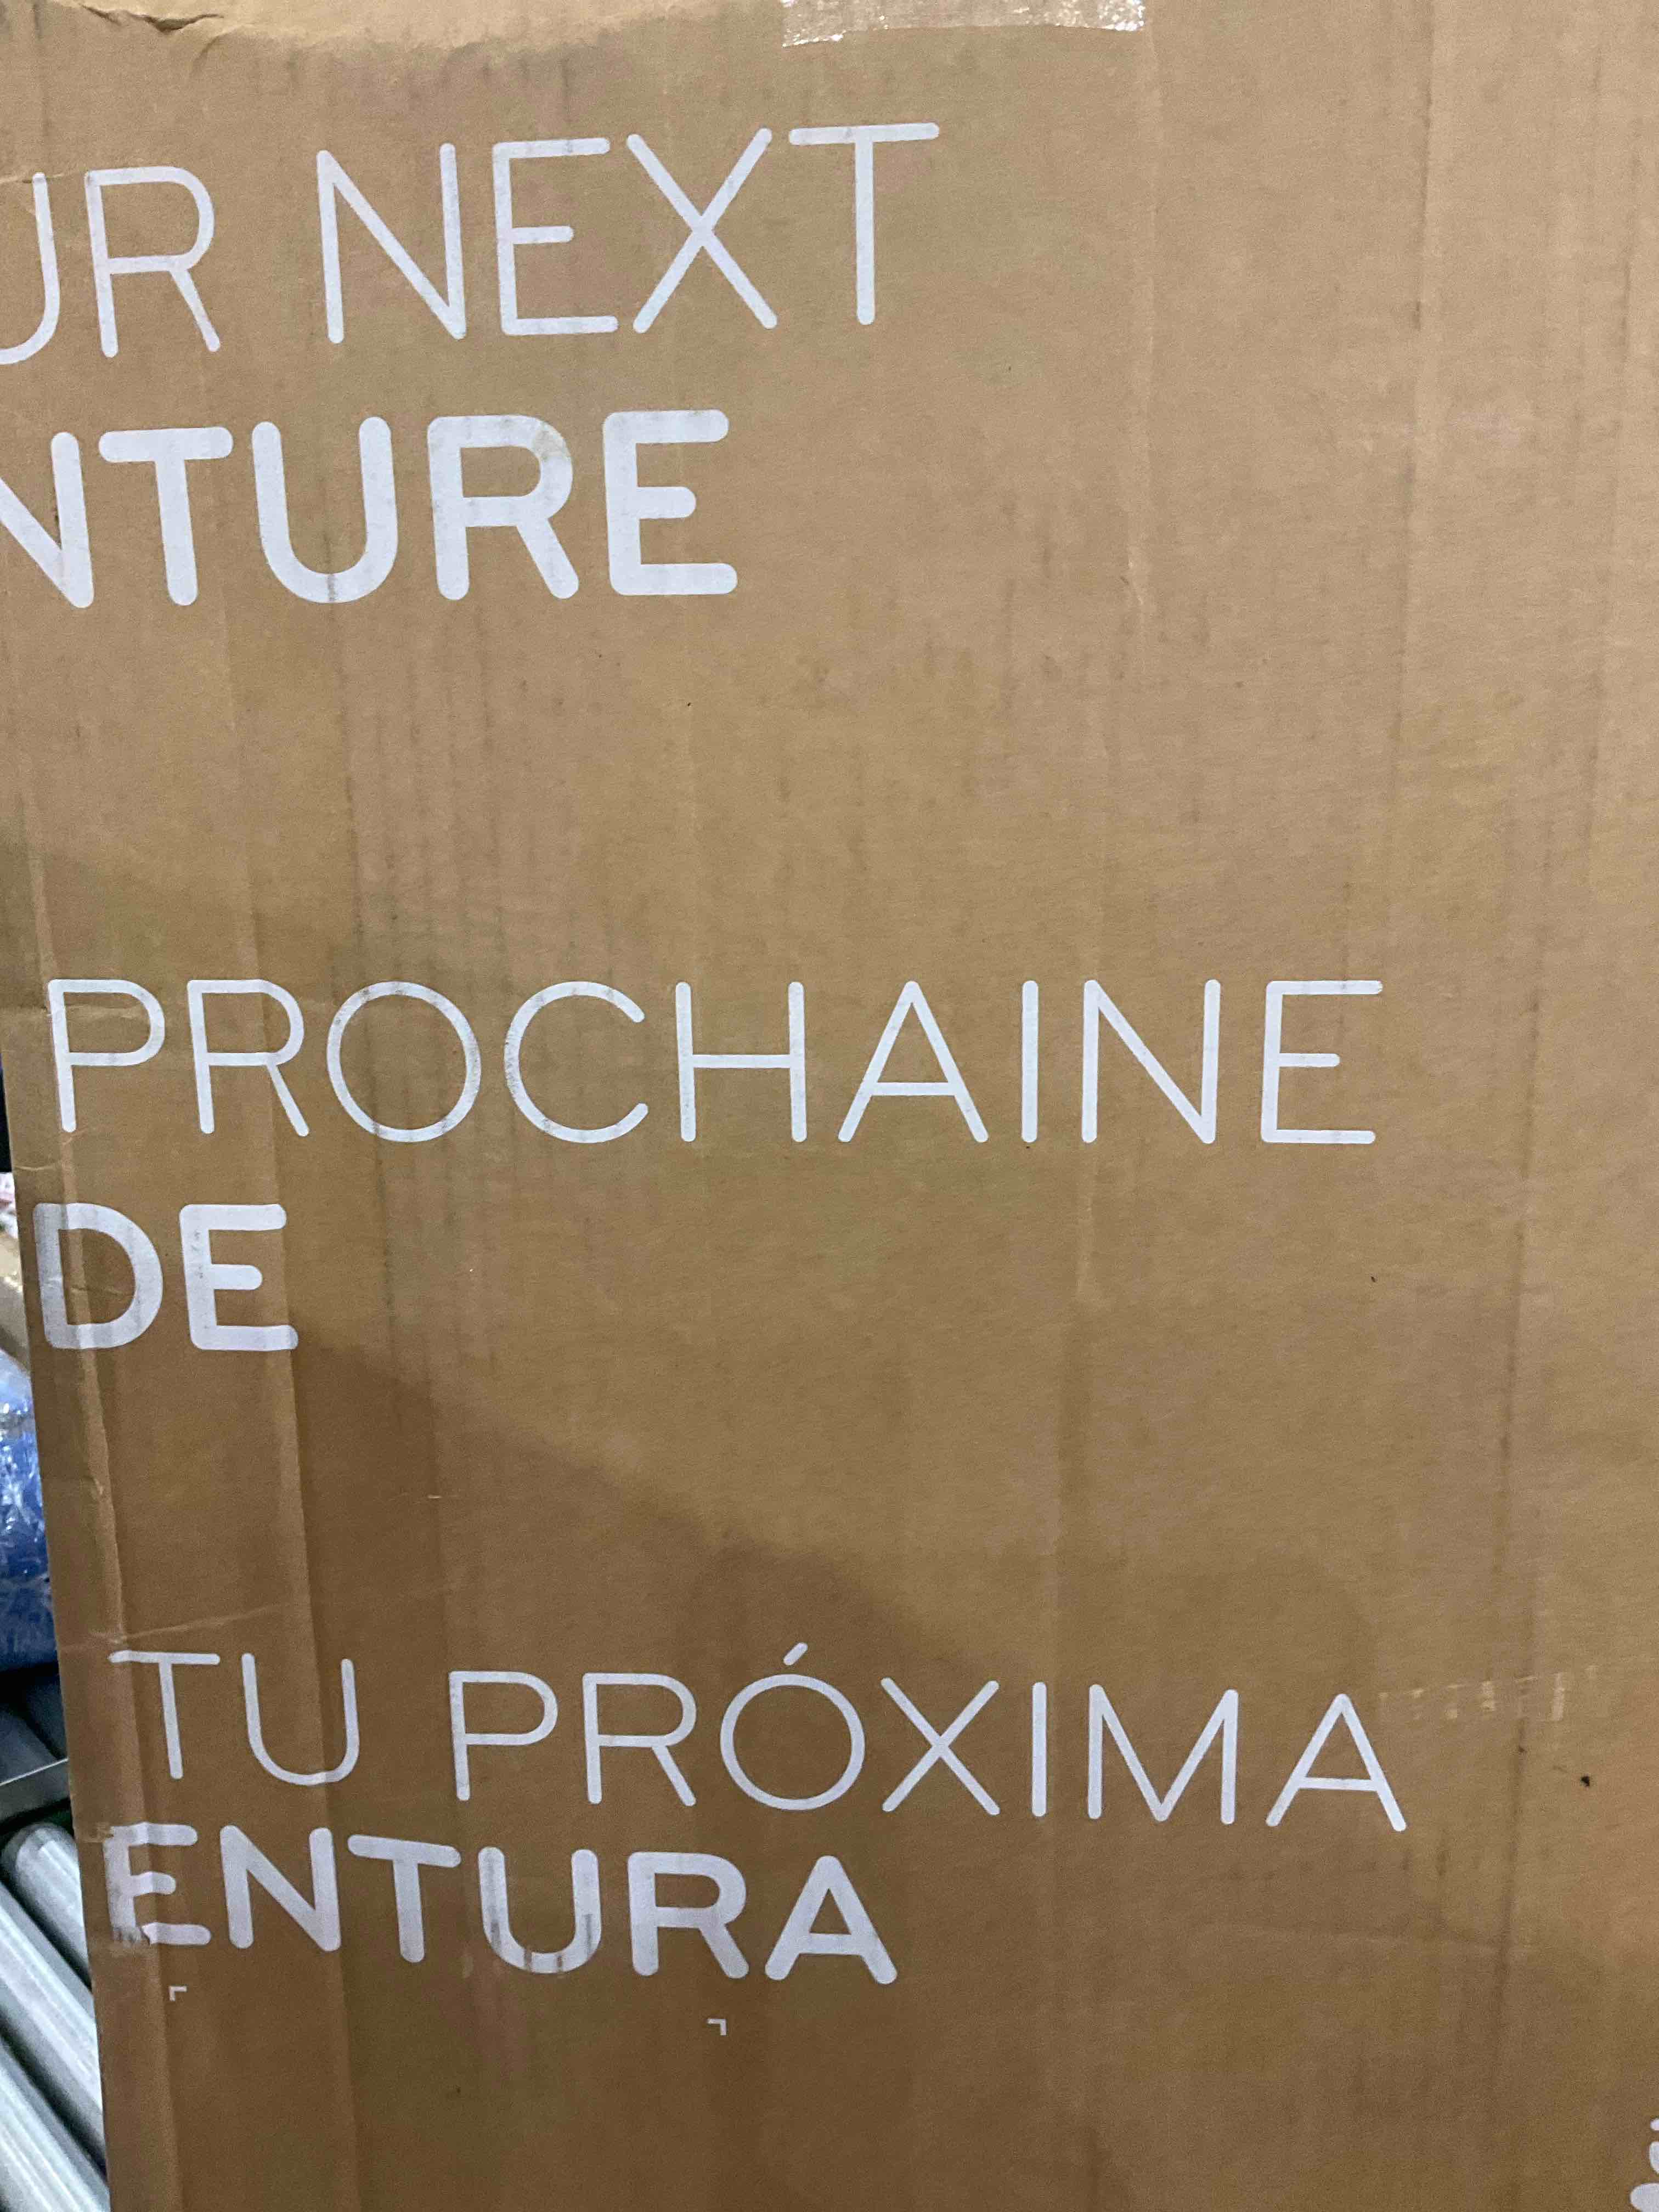 UR NEXT
NTURE
PROCHAINE
DE
TU PRÓXIMA
ENTURA